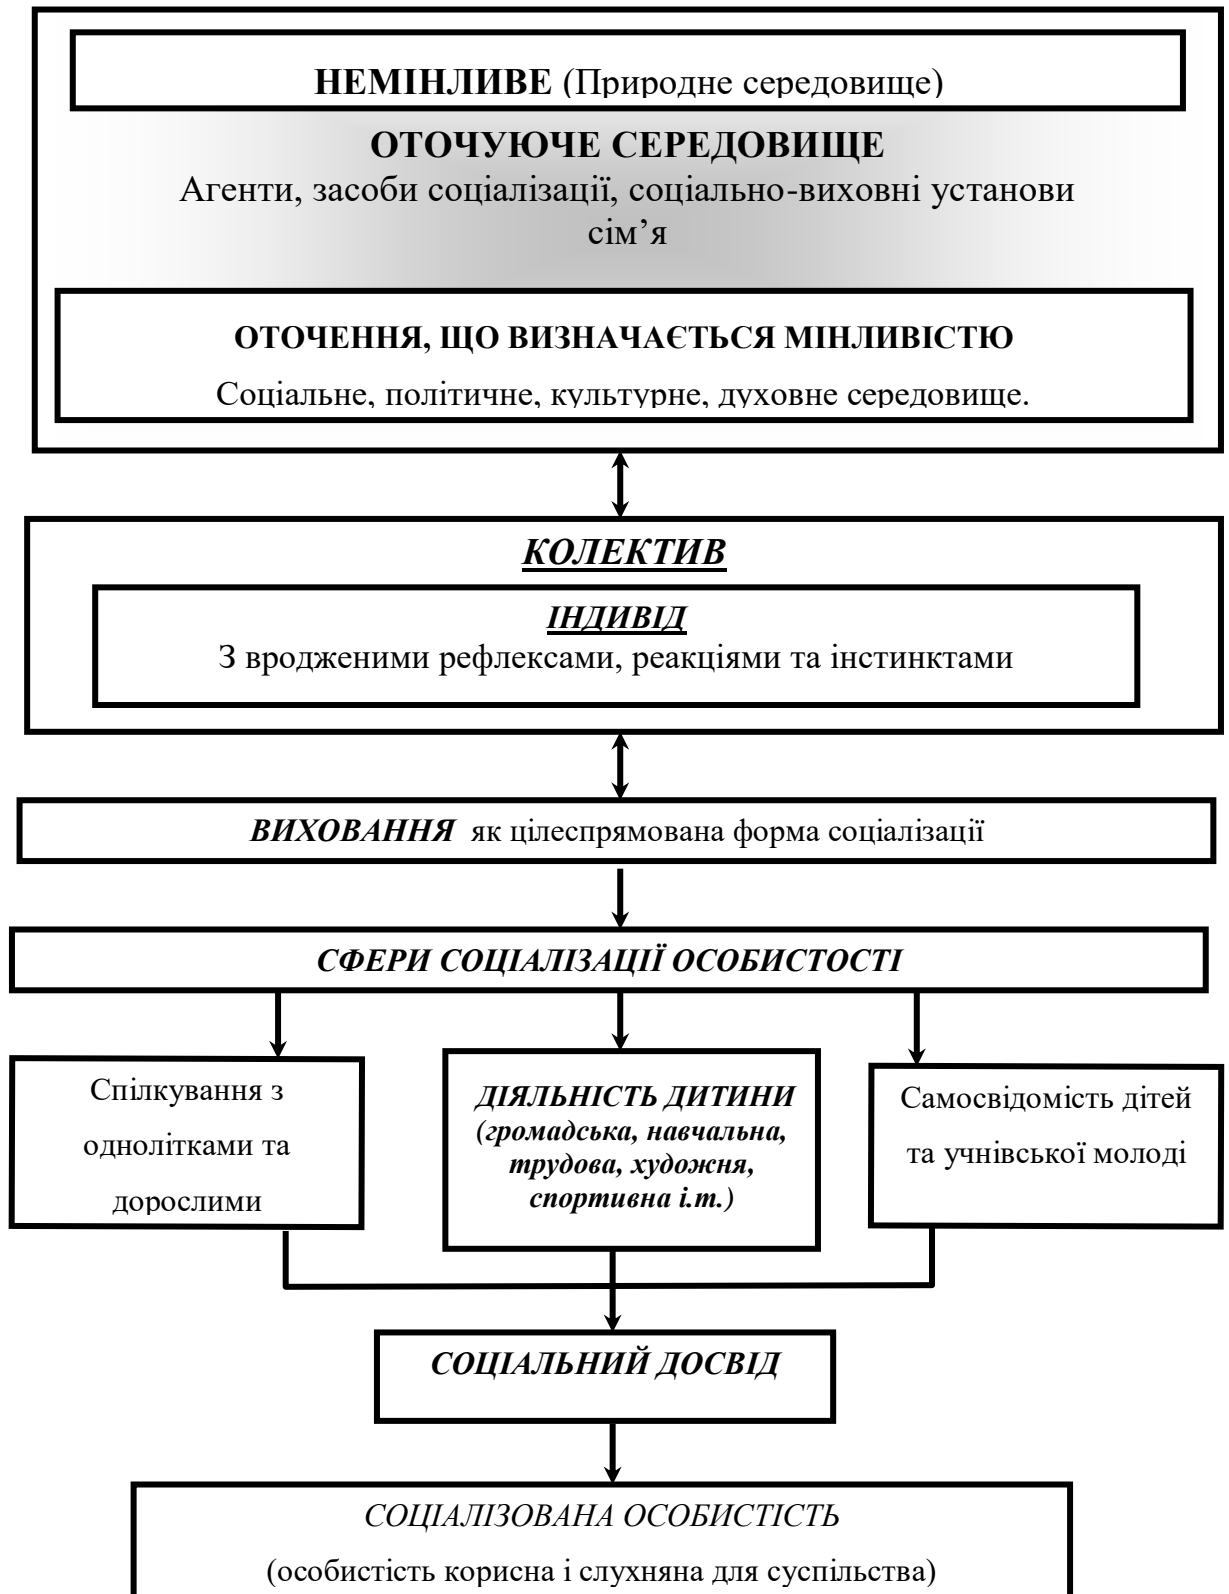 НЕМІНЛИВЕ (Природне середовище)
ОТОЧУЮЧЕ СЕРЕДОВИЩЕ
Агенти, засоби соціалізації, соціально-виховні установи
сім’я
ОТОЧЕННЯ, ЩО ВИЗНАЧАЄТЬСЯ МІНЛИВІСТЮ
Соціальне, політичне, культурне, духовне середовище.
КОЛЕКТИВ
ІНДИВІД
З вродженими рефлексами, реакціями та інстинктами
ВИХОВАННЯ як цілеспрямована форма соціалізації
СФЕРИ СОЦІАЛІЗАЦІЇ ОСОБИСТОСТІ
Спілкування з
однолітками та
дорослими
ДІЯЛЬНІСТЬ ДИТИНИ
(громадська, навчальна,
трудова, художня,
спортивна і.т.)
Самосвідомість дітей
та учнівської молоді
СОЦІАЛЬНИЙ ДОСВІД
СОЦІАЛІЗОВАНА ОСОБИСТІСТЬ
(особистість корисна і слухняна для суспільства)